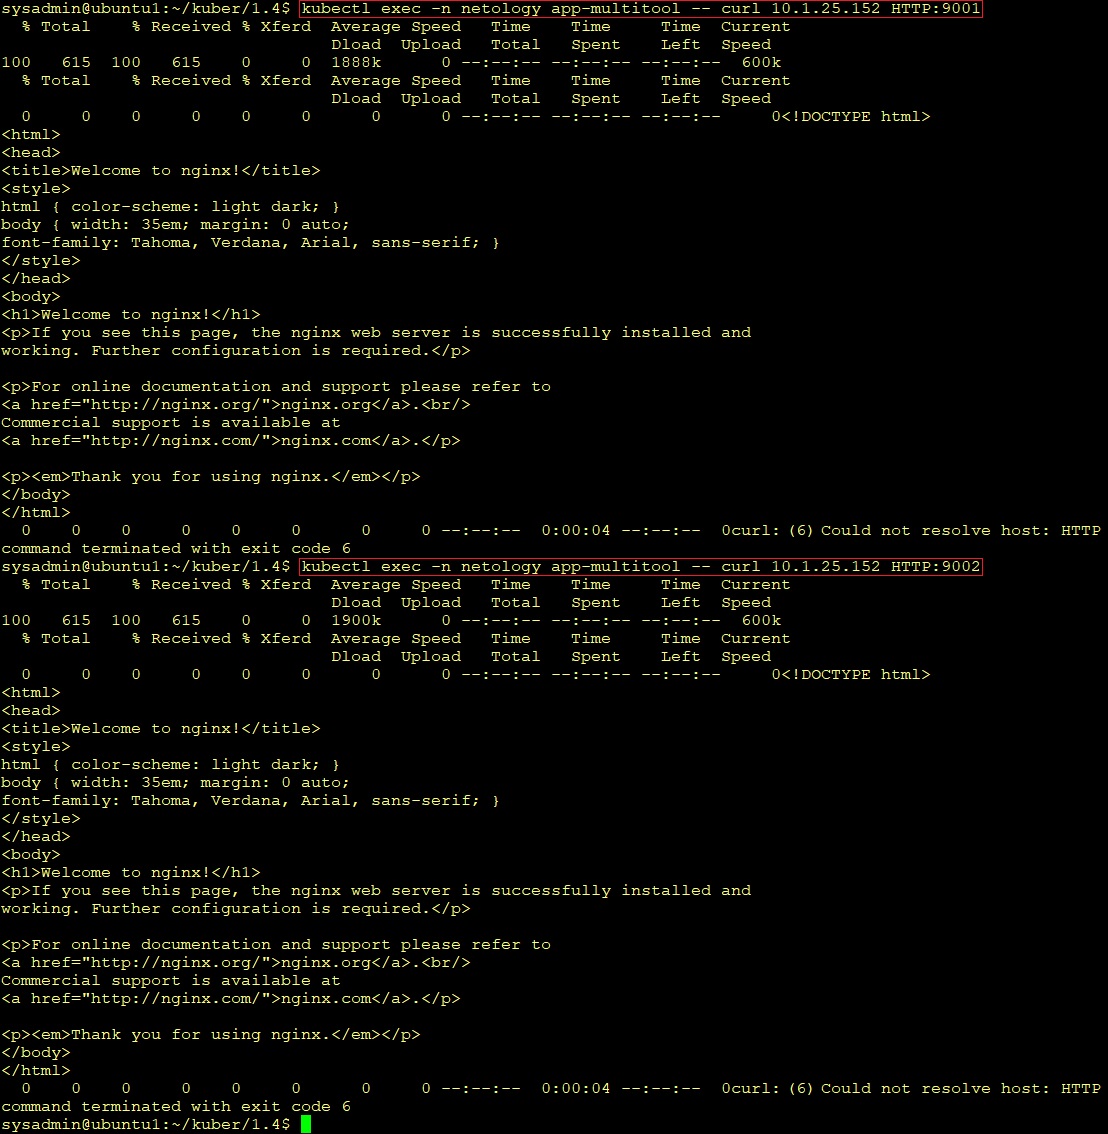 sysadmin@ubuntu1:~/kuber/1.4$ kubectl exec -n netology app-multitool -- curl 10.1.25.152 HTTP:9001
  % Total    % Received % Xferd  Average Speed   Time    Time     Time  Current
                                 Dload  Upload   Total   Spent    Left  Speed
100   615  100   615    0     0  1888k      0 --:--:-- --:--:-- --:--:--  600k
  % Total    % Received % Xferd  Average Speed   Time    Time     Time  Current
                                 Dload  Upload   Total   Spent    Left  Speed
  0     0    0     0    0     0      0      0 --:--:-- --:--:-- --:--:--     0<!DOCTYPE html>
<html>
<head>
<title>Welcome to nginx!</title>
<style>
html { color-scheme: light dark; }
body { width: 35em; margin: 0 auto;
font-family: Tahoma, Verdana, Arial, sans-serif; }
</style>
</head>
<body>
<h1>Welcome to nginx!</h1>
<p>If you see this page, the nginx web server is successfully installed and
working. Further configuration is required.</p>

<p>For online documentation and support please refer to
<a href="http://nginx.org/">nginx.org</a>.<br/>
Commercial support is available at
<a href="http://nginx.com/">nginx.com</a>.</p>

<p><em>Thank you for using nginx.</em></p>
</body>
</html>
  0     0    0     0    0     0      0      0 --:--:--  0:00:04 --:--:--  0curl: (6) Could not resolve host: HTTP
command terminated with exit code 6
sysadmin@ubuntu1:~/kuber/1.4$ kubectl exec -n netology app-multitool -- curl 10.1.25.152 HTTP:9002
  % Total    % Received % Xferd  Average Speed   Time    Time     Time  Current
                                 Dload  Upload   Total   Spent    Left  Speed
100   615  100   615    0     0  1900k      0 --:--:-- --:--:-- --:--:--  600k
  % Total    % Received % Xferd  Average Speed   Time    Time     Time  Current
                                 Dload  Upload   Total   Spent    Left  Speed
  0     0    0     0    0     0      0      0 --:--:-- --:--:-- --:--:--     0<!DOCTYPE html>
<html>
<head>
<title>Welcome to nginx!</title>
<style>
html { color-scheme: light dark; }
body { width: 35em; margin: 0 auto;
font-family: Tahoma, Verdana, Arial, sans-serif; }
</style>
</head>
<body>
<h1>Welcome to nginx!</h1>
<p>If you see this page, the nginx web server is successfully installed and
working. Further configuration is required.</p>

<p>For online documentation and support please refer to
<a href="http://nginx.org/">nginx.org</a>.<br/>
Commercial support is available at
<a href="http://nginx.com/">nginx.com</a>.</p>

<p><em>Thank you for using nginx.</em></p>
</body>
</html>
  0     0    0     0    0     0      0      0 --:--:--  0:00:04 --:--:--  0curl: (6) Could not resolve host: HTTP
command terminated with exit code 6
sysadmin@ubuntu1:~/kuber/1.4$